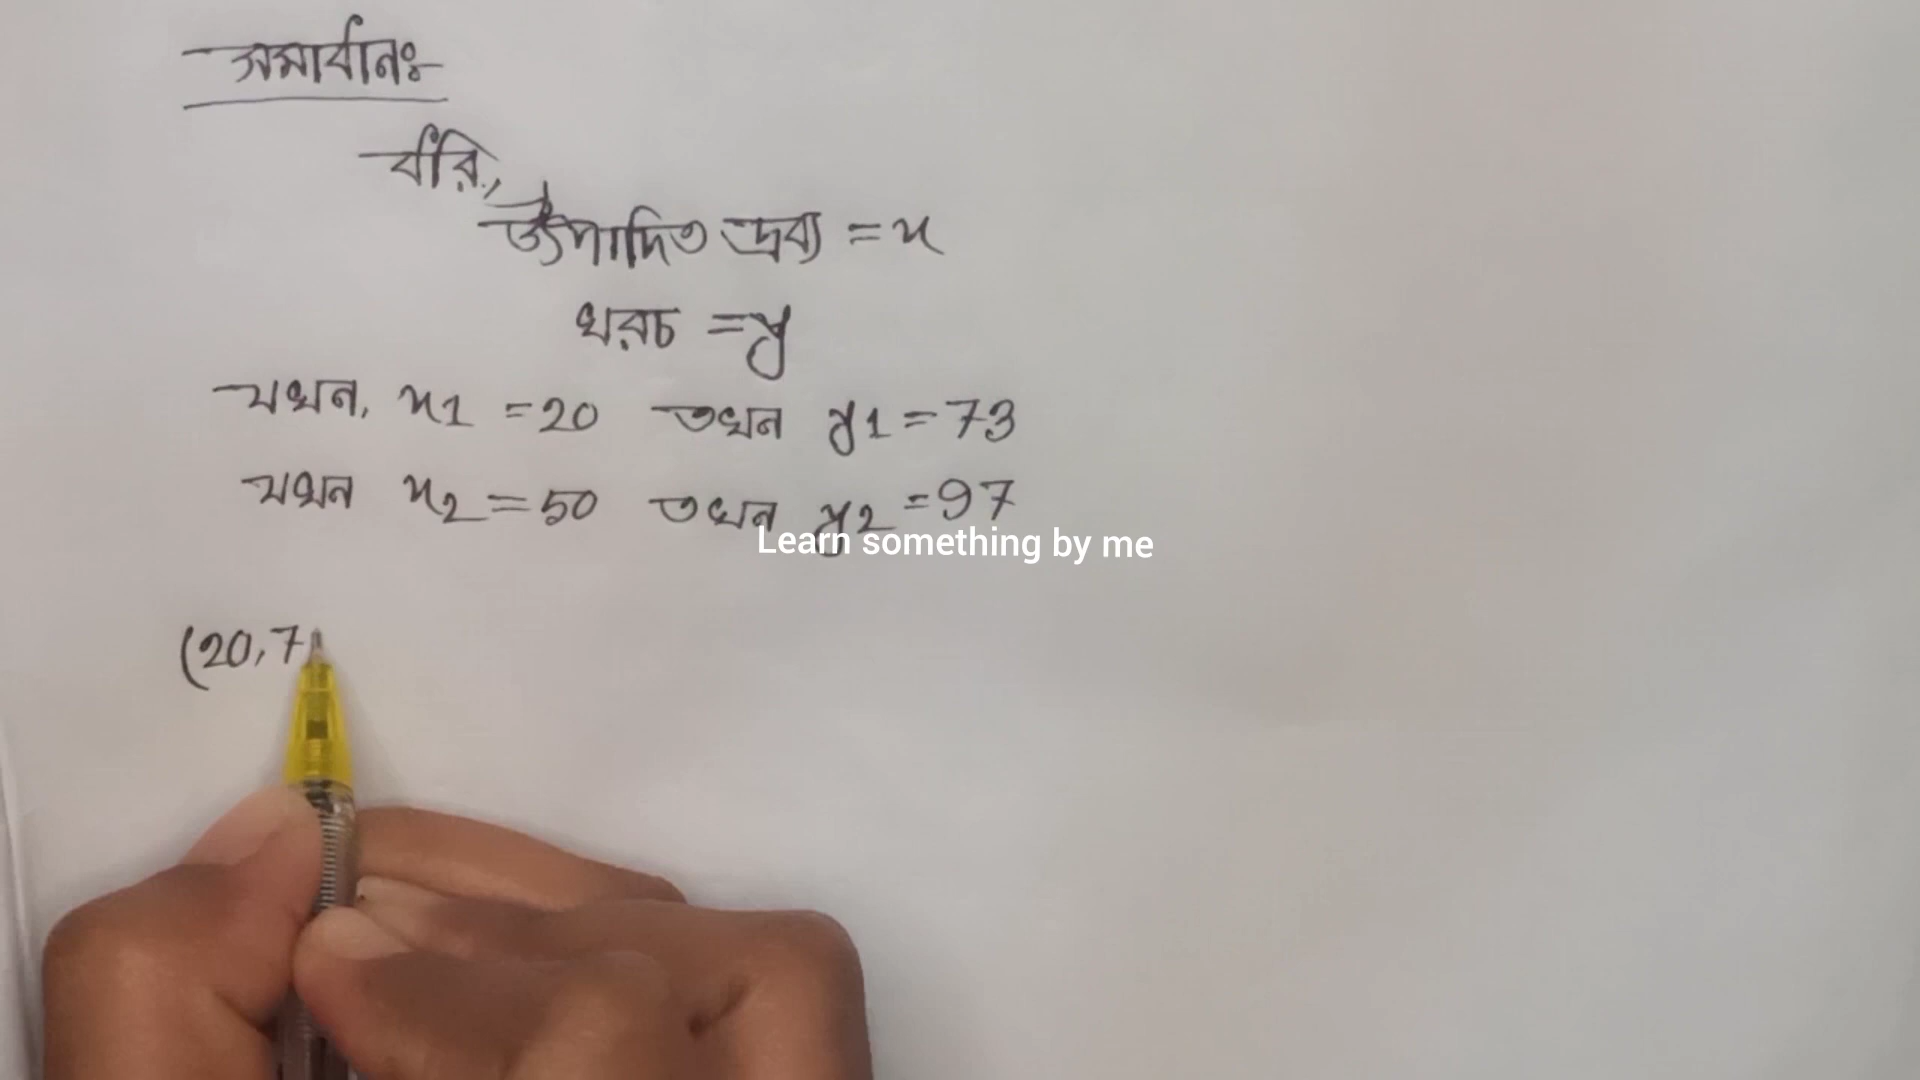 সমাধানঃ-
ধরি,
উৎপাদিত দ্রব্য = x
খরচ = y
যখন, x1 = 20 তখন y1 = 73
যখন x2 = 50 তখন y2 = 97
Learn something by me
(20,7